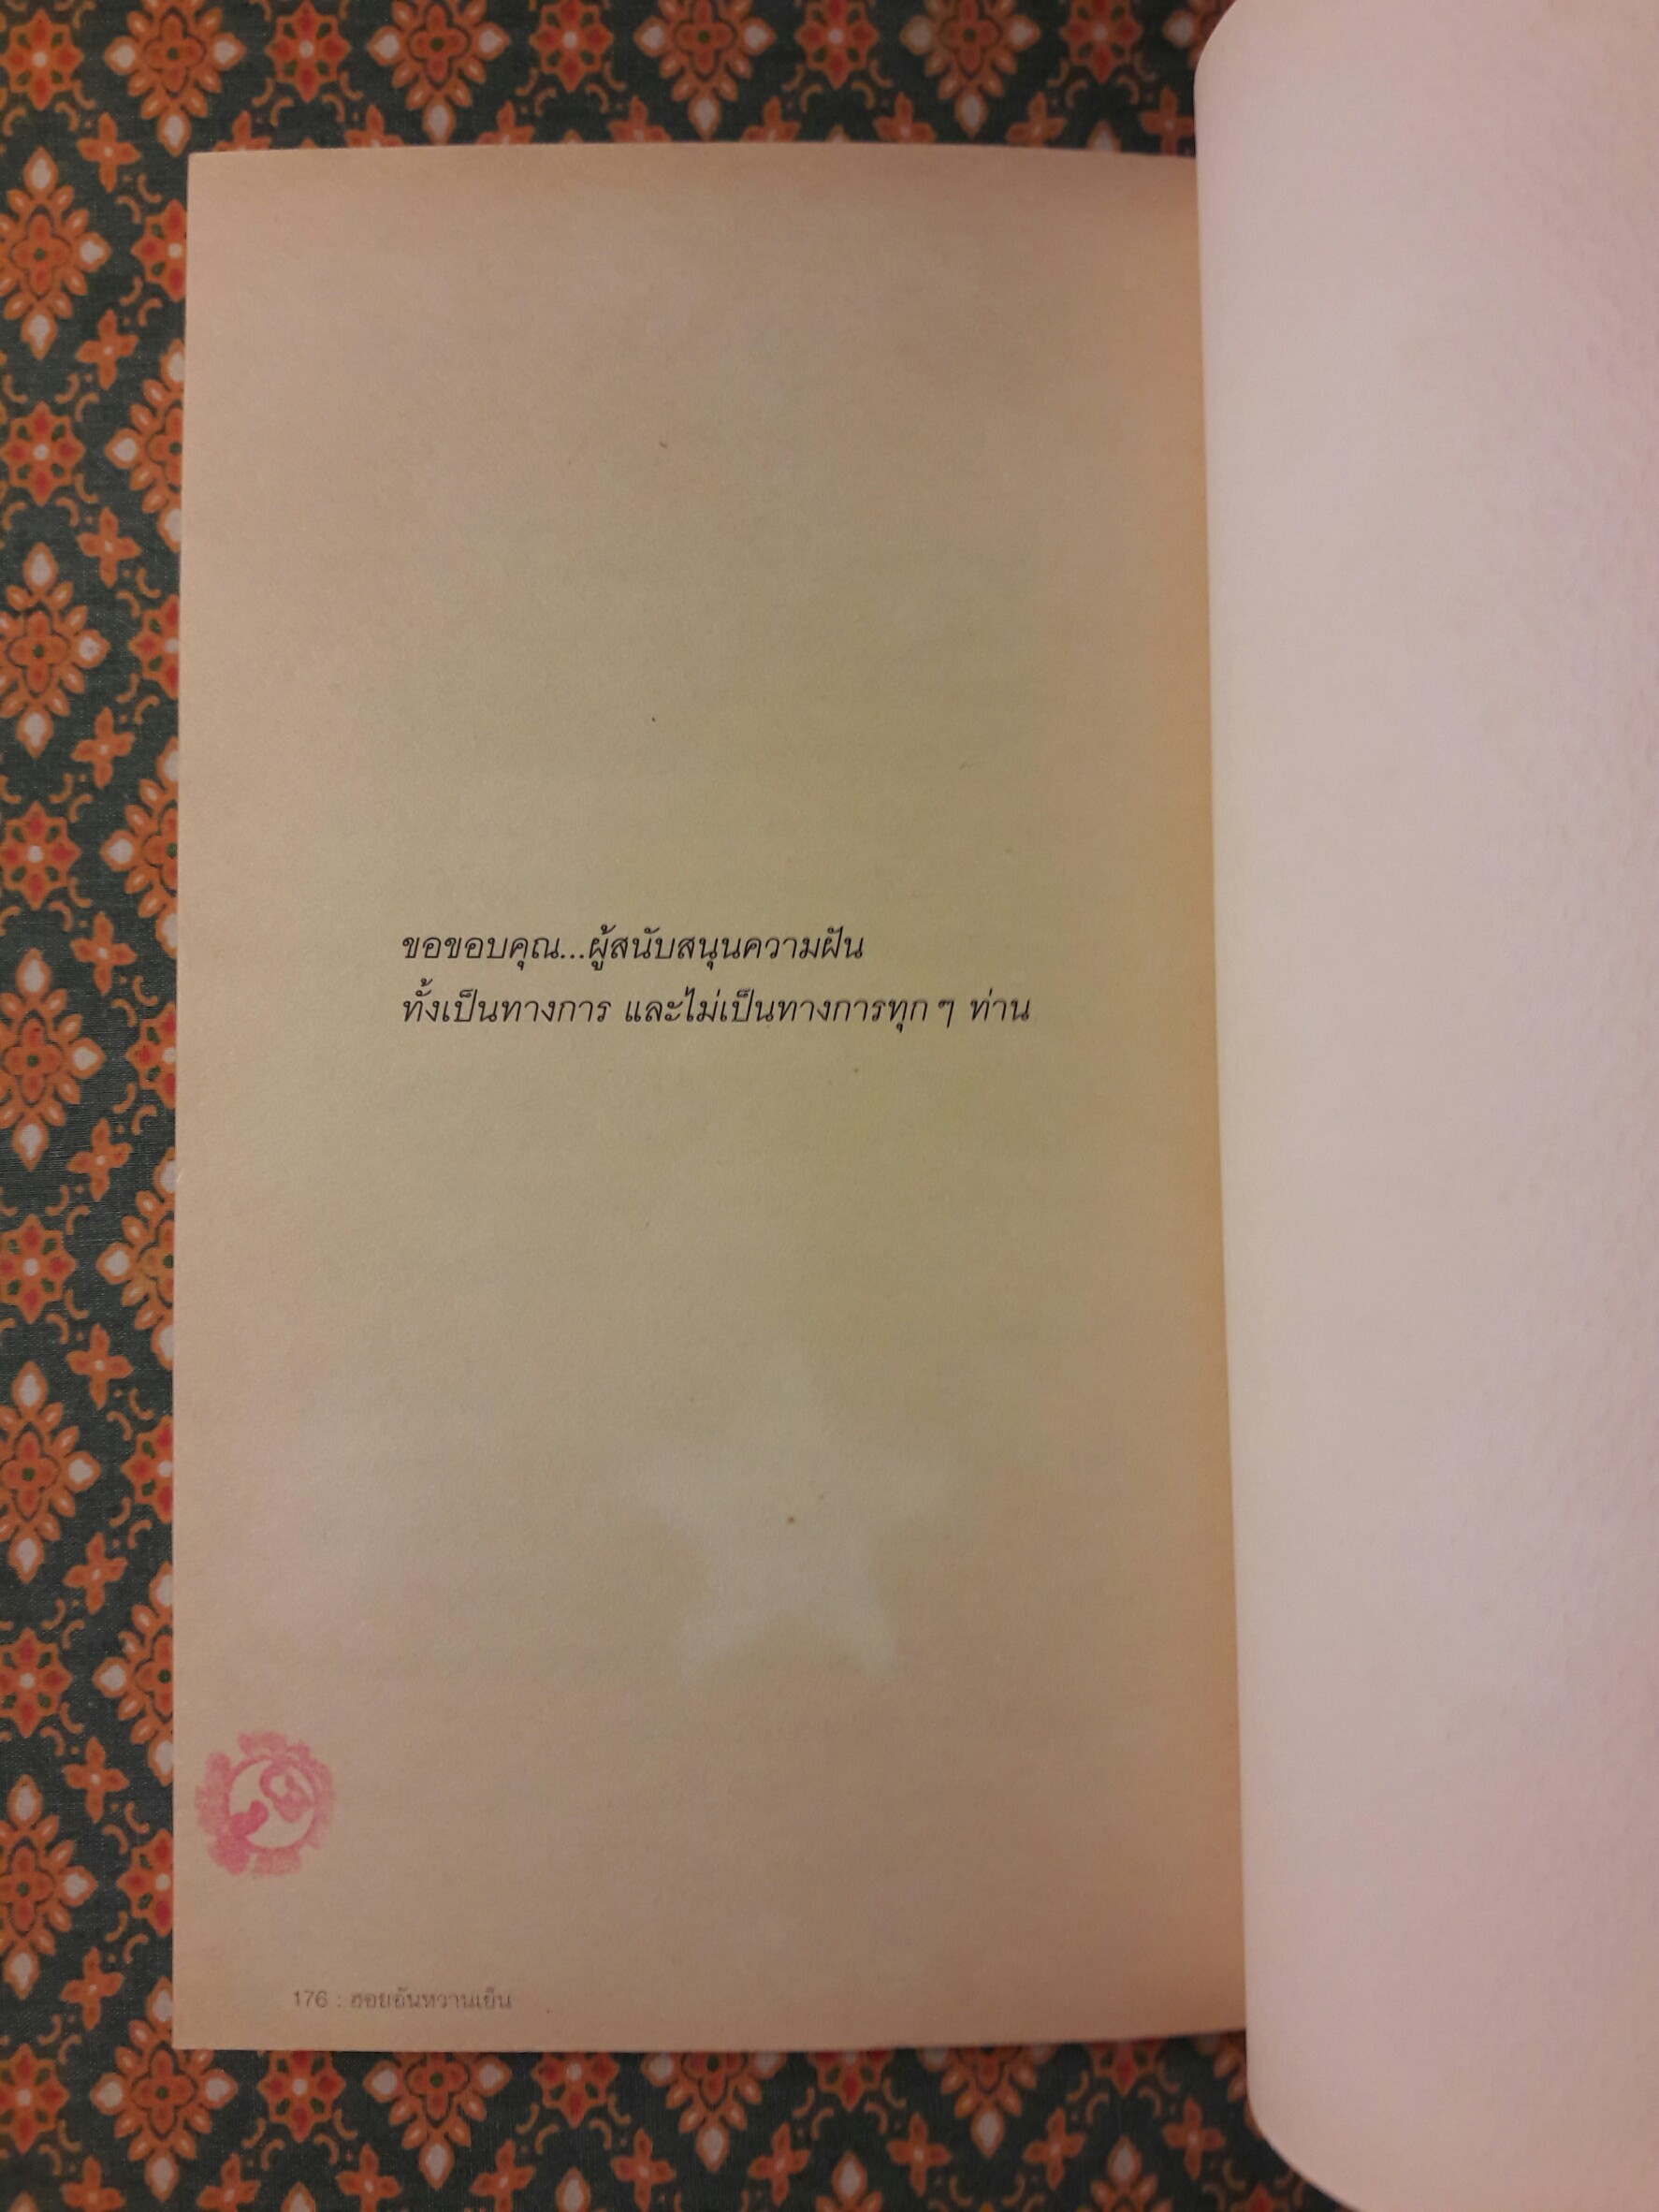 ขอขอบคุณ...ผู้สนับสนุนความฝัน
ทั้งเป็นทางการ และไม่เป็นทางการทุก ๆ ท่าน
176 : ฮอยอันหวานเย็น